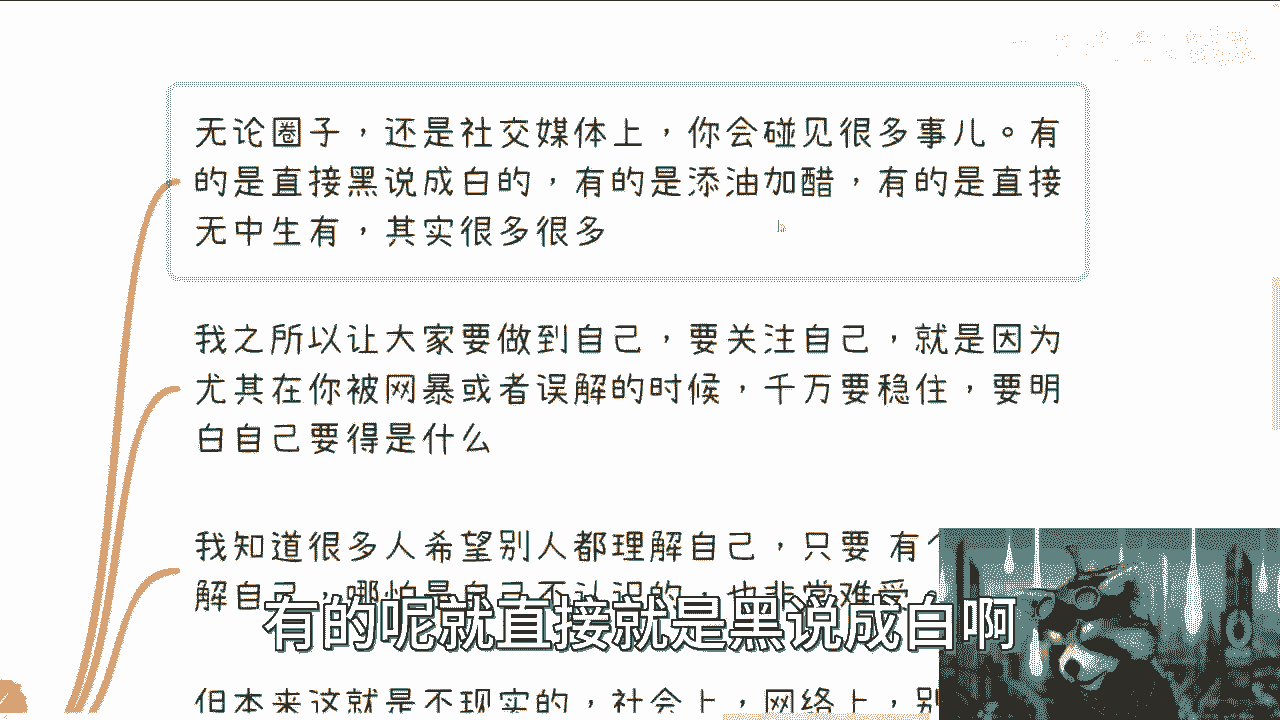 无论圈子，还是社交媒体上，你会碰见很多事儿。有
的是直接黑说成白的，有的是添油加醋，有的是直接
无中生有，其实很多很多
我之所以让大家要做到自己，要关注自己，就是因为
尤其在你被网暴或者误解的时候，千万要稳住，要明
白自己要得是什么
我知道很多人希望别人都理解自己，只要 有
解自己，哪怕是自己不认识的，也非常难受
有的呢就直接就是黑说成白啊
但本来这就是不现实的，社会上，网络上，别